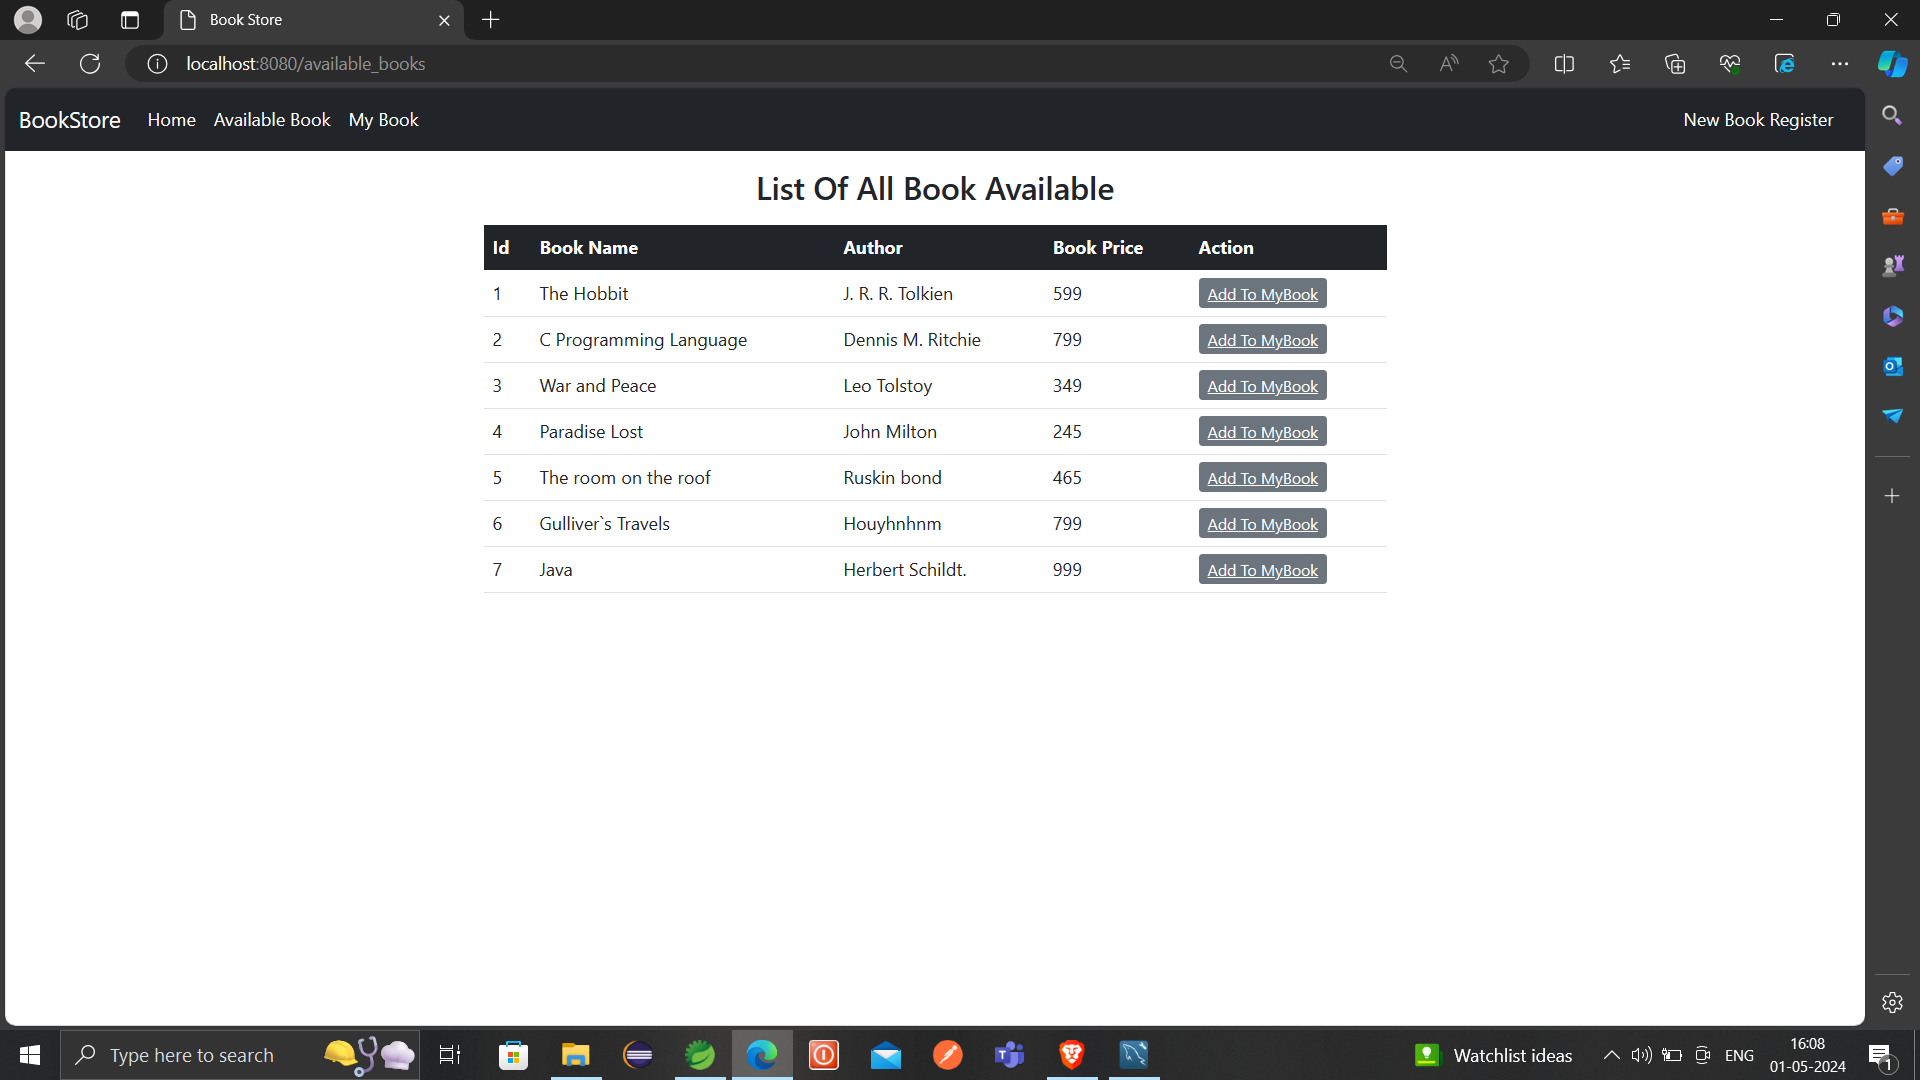 Book Store
localhost:8080/available_books
BookStore Home Available Book My Book New Book Register
List Of All Book Available
Id Book Name Author Book Price Action
1 The Hobbit J. R. R. Tolkien 599 Add To MyBook
2 C Programming Language Dennis M. Ritchie 799 Add To MyBook
3 War and Peace Leo Tolstoy 349 Add To MyBook
4 Paradise Lost John Milton 245 Add To MyBook
5 The room on the roof Ruskin bond 465 Add To MyBook
6 Gulliver`s Travels Houyhnhnm 799 Add To MyBook
7 Java Herbert Schildt. 999 Add To MyBook
Type here to search Watchlist ideas ENG 16:08
01-05-2024 1